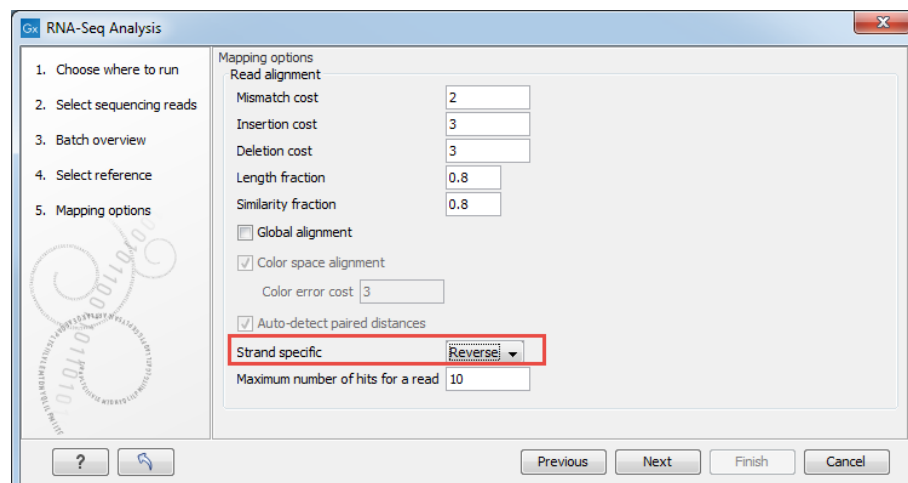 Gx RNA-Seq Analysis
1. Choose where to run
2. Select sequencing reads
3. Batch overview
4. Select reference
5. Mapping options
Mapping options
Read alignment
Mismatch cost 2
Insertion cost 3
Deletion cost 3
Length fraction 0.8
Similarity fraction 0.8
Global alignment
Color space alignment
Color error cost 3
Auto-detect paired distances
Strand specific Reverse
Maximum number of hits for a read 10
? Previous Next Finish Cancel